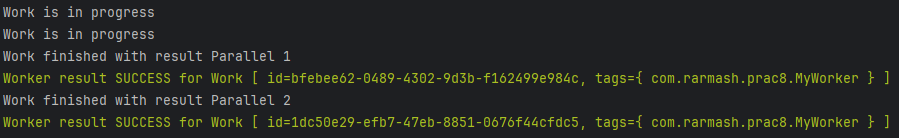 Work is in progress
Work is in progress
Work finished with result Parallel 1
Worker result SUCCESS for Work [ id=bfebee62-0489-4302-9d3b-f162499e984c, tags={ com.rarmash.prac8.MyWorker } ]
Work finished with result Parallel 2
Worker result SUCCESS for Work [ id=1dc50e29-efb7-47eb-8851-0676f44cfdc5, tags={ com.rarmash.prac8.MyWorker } ]